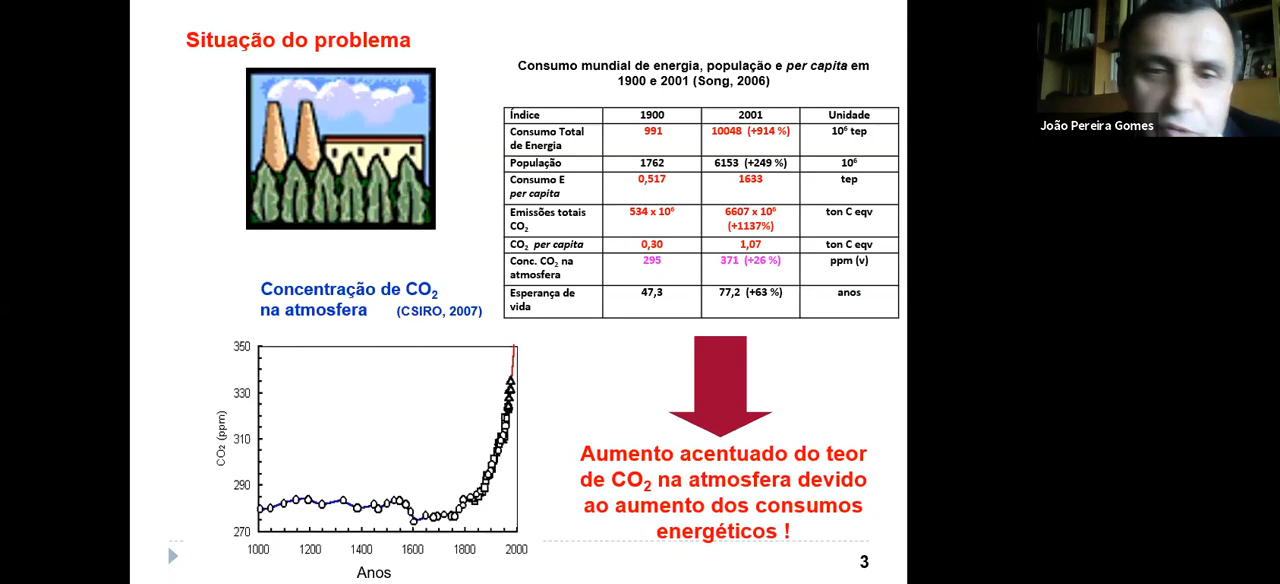 Situação do problema
Consumo mundial de energia, população e per capita em
1900 e 2001 (Song, 2006)
Índice 1900 2001 Unidade
Consumo Total de Energia 991 10048 (+914 %) 10⁶ tep
População 1762 6153 (+249 %) 10⁶
Consumo E per capita 0,517 1633 tep
Emissões totais CO₂ 534 x 10⁶ 6607 x 10⁶ (+1137%) ton C eqv
CO₂ per capita 0,30 1,07 ton C eqv
Conc. CO₂ na atmosfera 295 371 (+26 %) ppm (v)
Esperança de vida 47,3 77,2 (+63 %) anos
Concentração de CO₂
na atmosfera (CSIRO, 2007)
350
330
310
290
270
CO₂ (ppm)
1000 1200 1400 1600 1800 2000
Anos
Aumento acentuado do teor
de CO₂ na atmosfera devido
ao aumento dos consumos
energéticos !
3
João Pereira Gomes